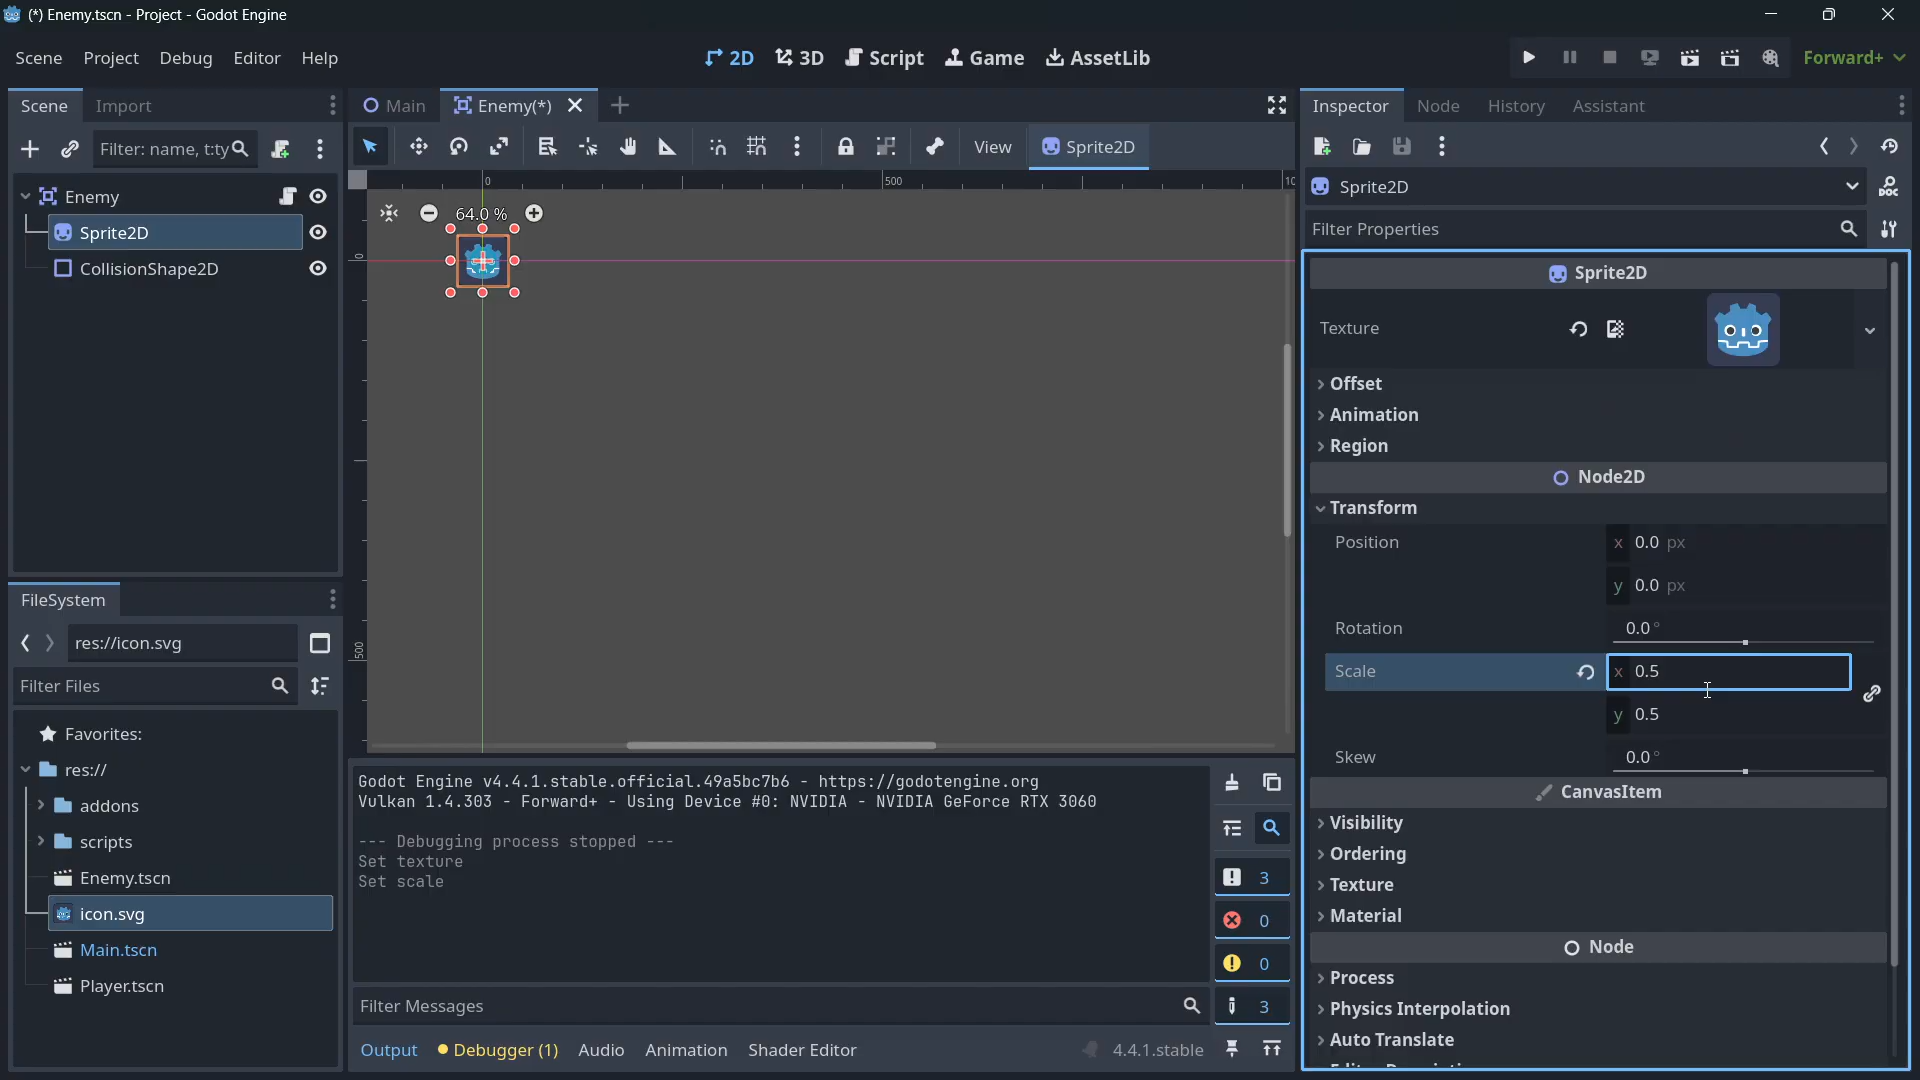 (*) Enemy.tscn - Project - Godot Engine
Scene Project Debug Editor Help
2D 3D Script Game AssetLib
Forward+
Scene Import
Filter: name, t:ty
Enemy
Sprite2D
CollisionShape2D
FileSystem
res://icon.svg
Filter Files
Favorites:
res://
addons
scripts
Enemy.tscn
icon.svg
Main.tscn
Player.tscn
Main Enemy(*)
View Sprite2D
0 500 10
64.0 %
0
500
Godot Engine v4.4.1.stable.official.49a5bc7b6 - https://godotengine.org
Vulkan 1.4.303 - Forward+ - Using Device #0: NVIDIA - NVIDIA GeForce RTX 3060
--- Debugging process stopped ---
Set texture
Set scale
3
0
0
3
Filter Messages
Output Debugger (1) Audio Animation Shader Editor 4.4.1.stable
Inspector Node History Assistant
Sprite2D
DOC
Filter Properties
Sprite2D
Texture
Offset
Animation
Region
Node2D
Transform
Position x 0.0 px
y 0.0 px
Rotation 0.0 °
Scale x 0.5
y 0.5
Skew 0.0 °
CanvasItem
Visibility
Ordering
Texture
Material
Node
Process
Physics Interpolation
Auto Translate